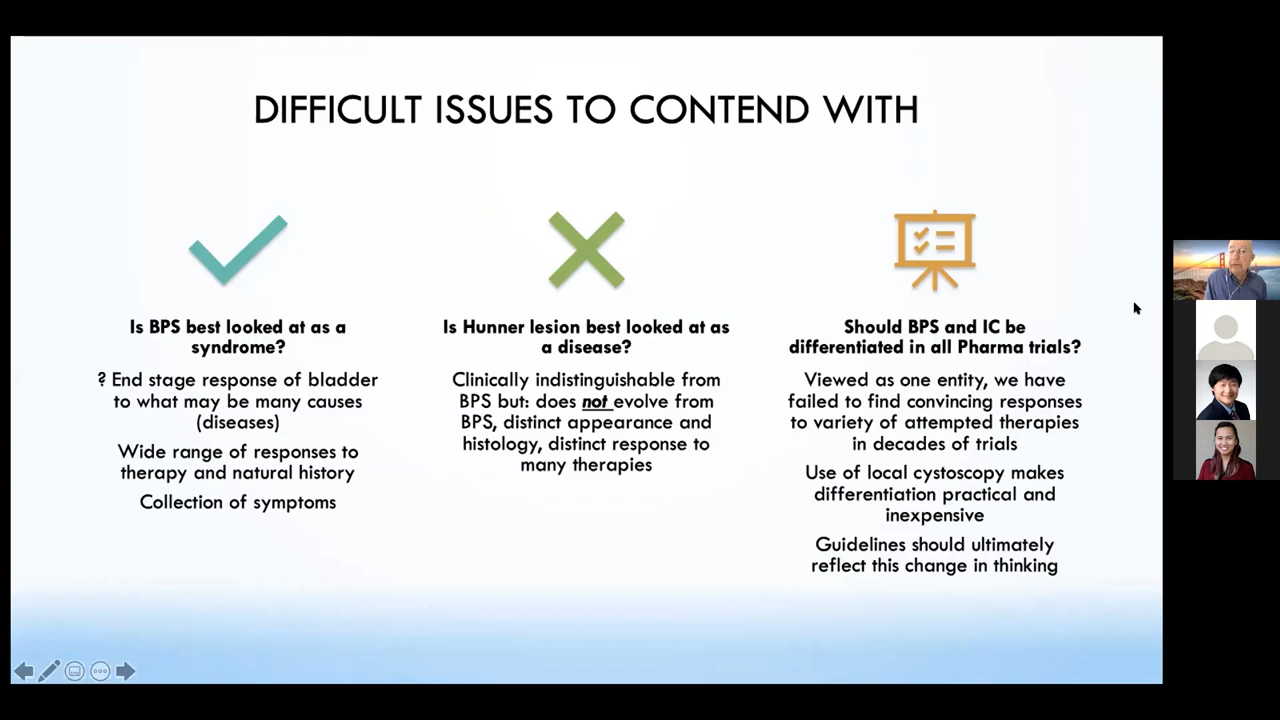 DIFFICULT ISSUES TO CONTEND WITH
Is BPS best looked at as a
syndrome?
? End stage response of bladder
to what may be many causes
(diseases)
Wide range of responses to
therapy and natural history
Collection of symptoms
Is Hunner lesion best looked at as
a disease?
Clinically indistinguishable from
BPS but: does not evolve from
BPS, distinct appearance and
histology, distinct response to
many therapies
Should BPS and IC be
differentiated in all Pharma trials?
Viewed as one entity, we have
failed to find convincing responses
to variety of attempted therapies
in decades of trials
Use of local cystoscopy makes
differentiation practical and
inexpensive
Guidelines should ultimately
reflect this change in thinking